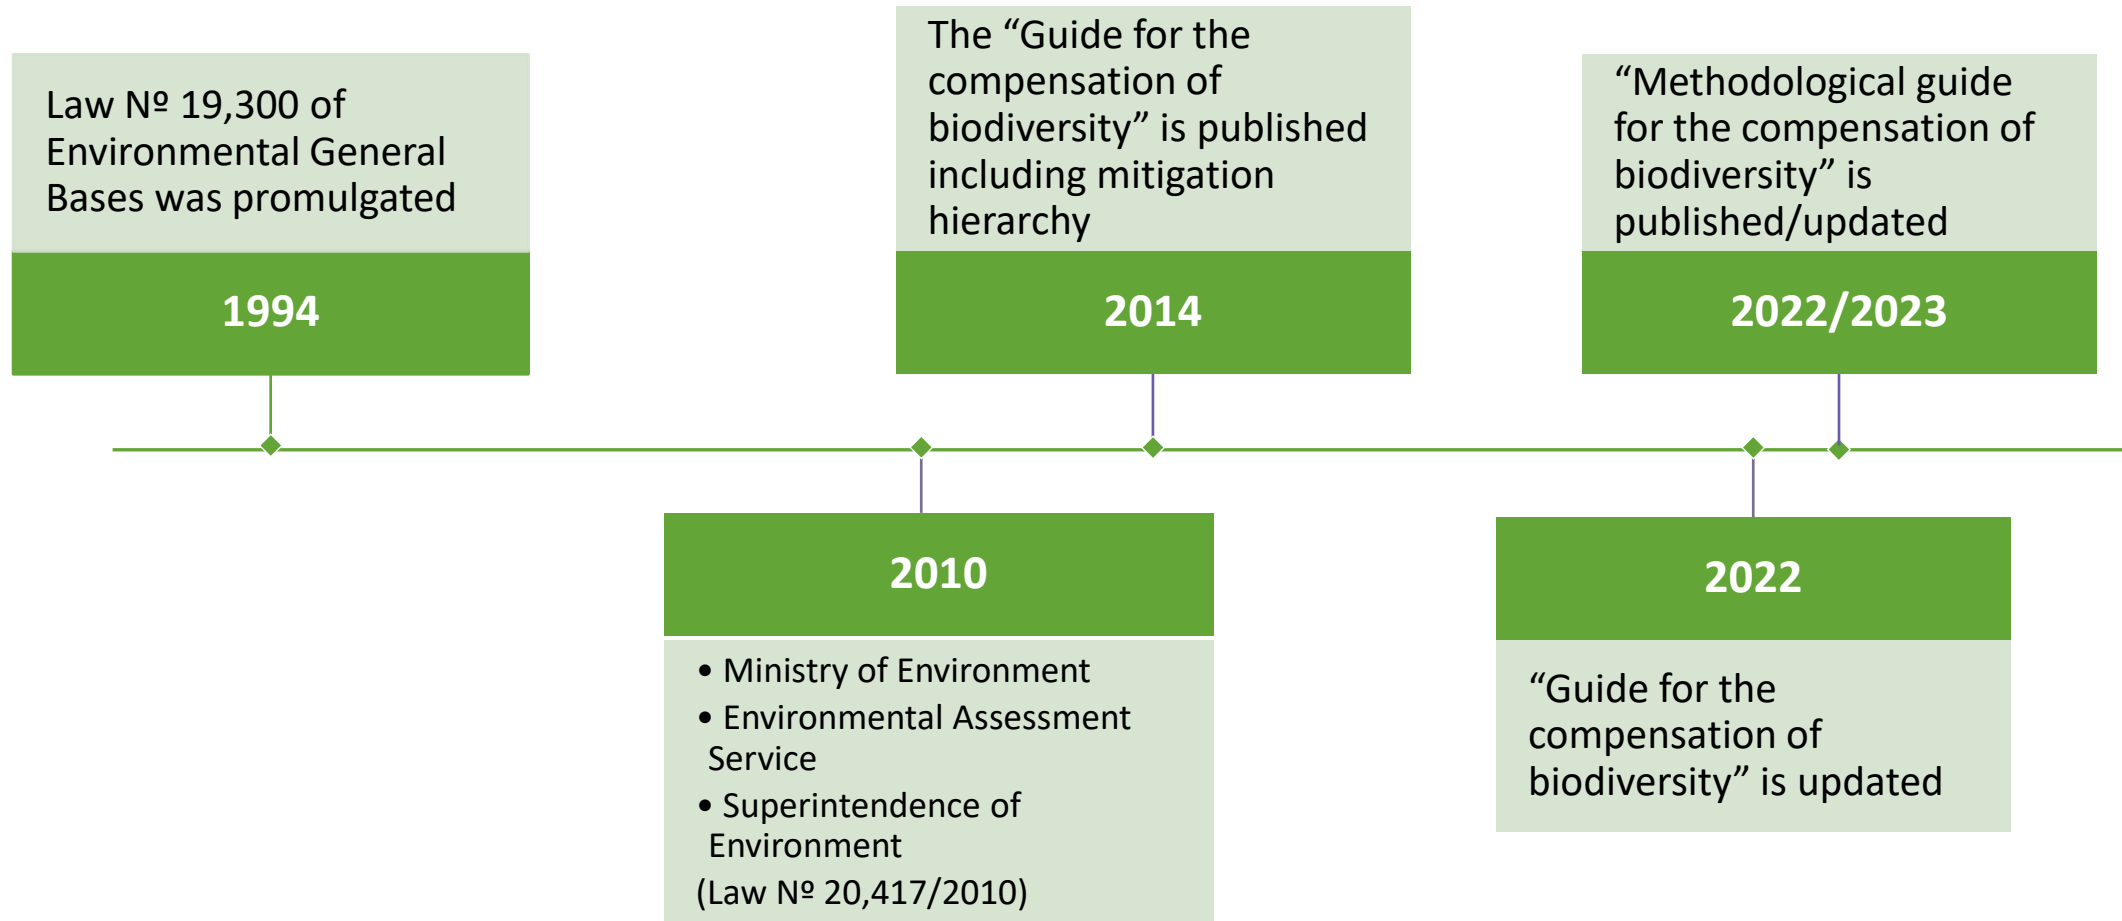 Law Nº 19,300 of
Environmental General
Bases was promulgated
1994
2010
• Ministry of Environment
• Environmental Assessment
Service
• Superintendence of
Environment
(Law Nº 20,417/2010)
The “Guide for the
compensation of
biodiversity” is published
including mitigation
hierarchy
2014
2022
“Guide for the
compensation of
biodiversity” is updated
“Methodological guide
for the compensation of
biodiversity” is
published/updated
2022/2023